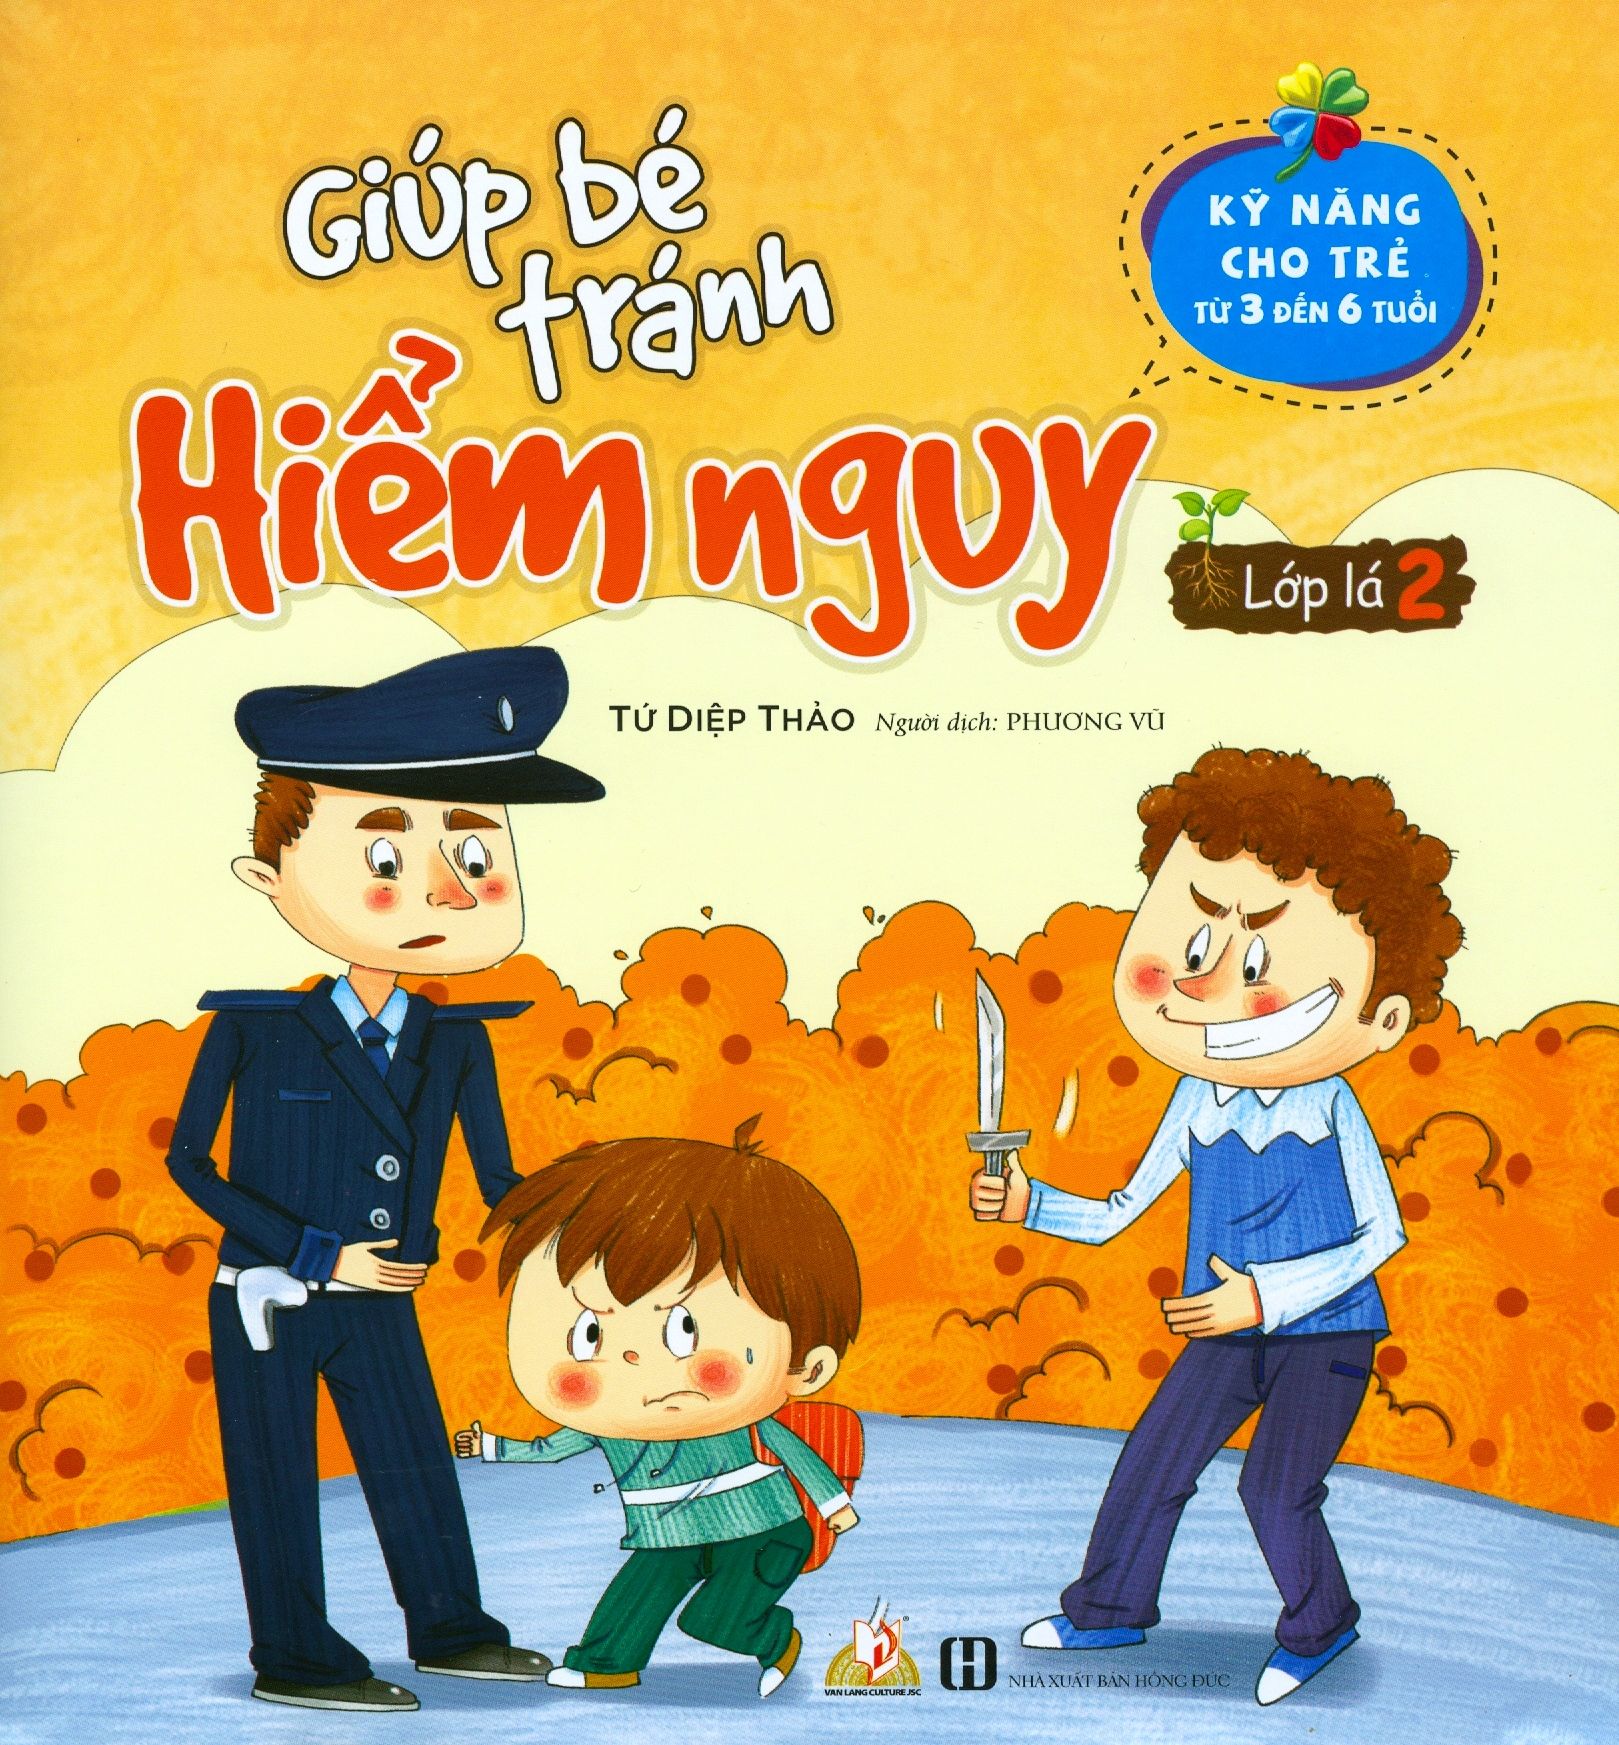 Giúp bé
tránh
Hiểm nguy
KỸ NĂNG
CHO TRẺ
TỪ 3 ĐẾN 6 TUỔI
Lớp lá 2
TỨ DIỆP THẢO Người dịch: PHƯƠNG VŨ
VAN LANG CULTURE JSC
NHÀ XUẤT BẢN HỒNG ĐỨC